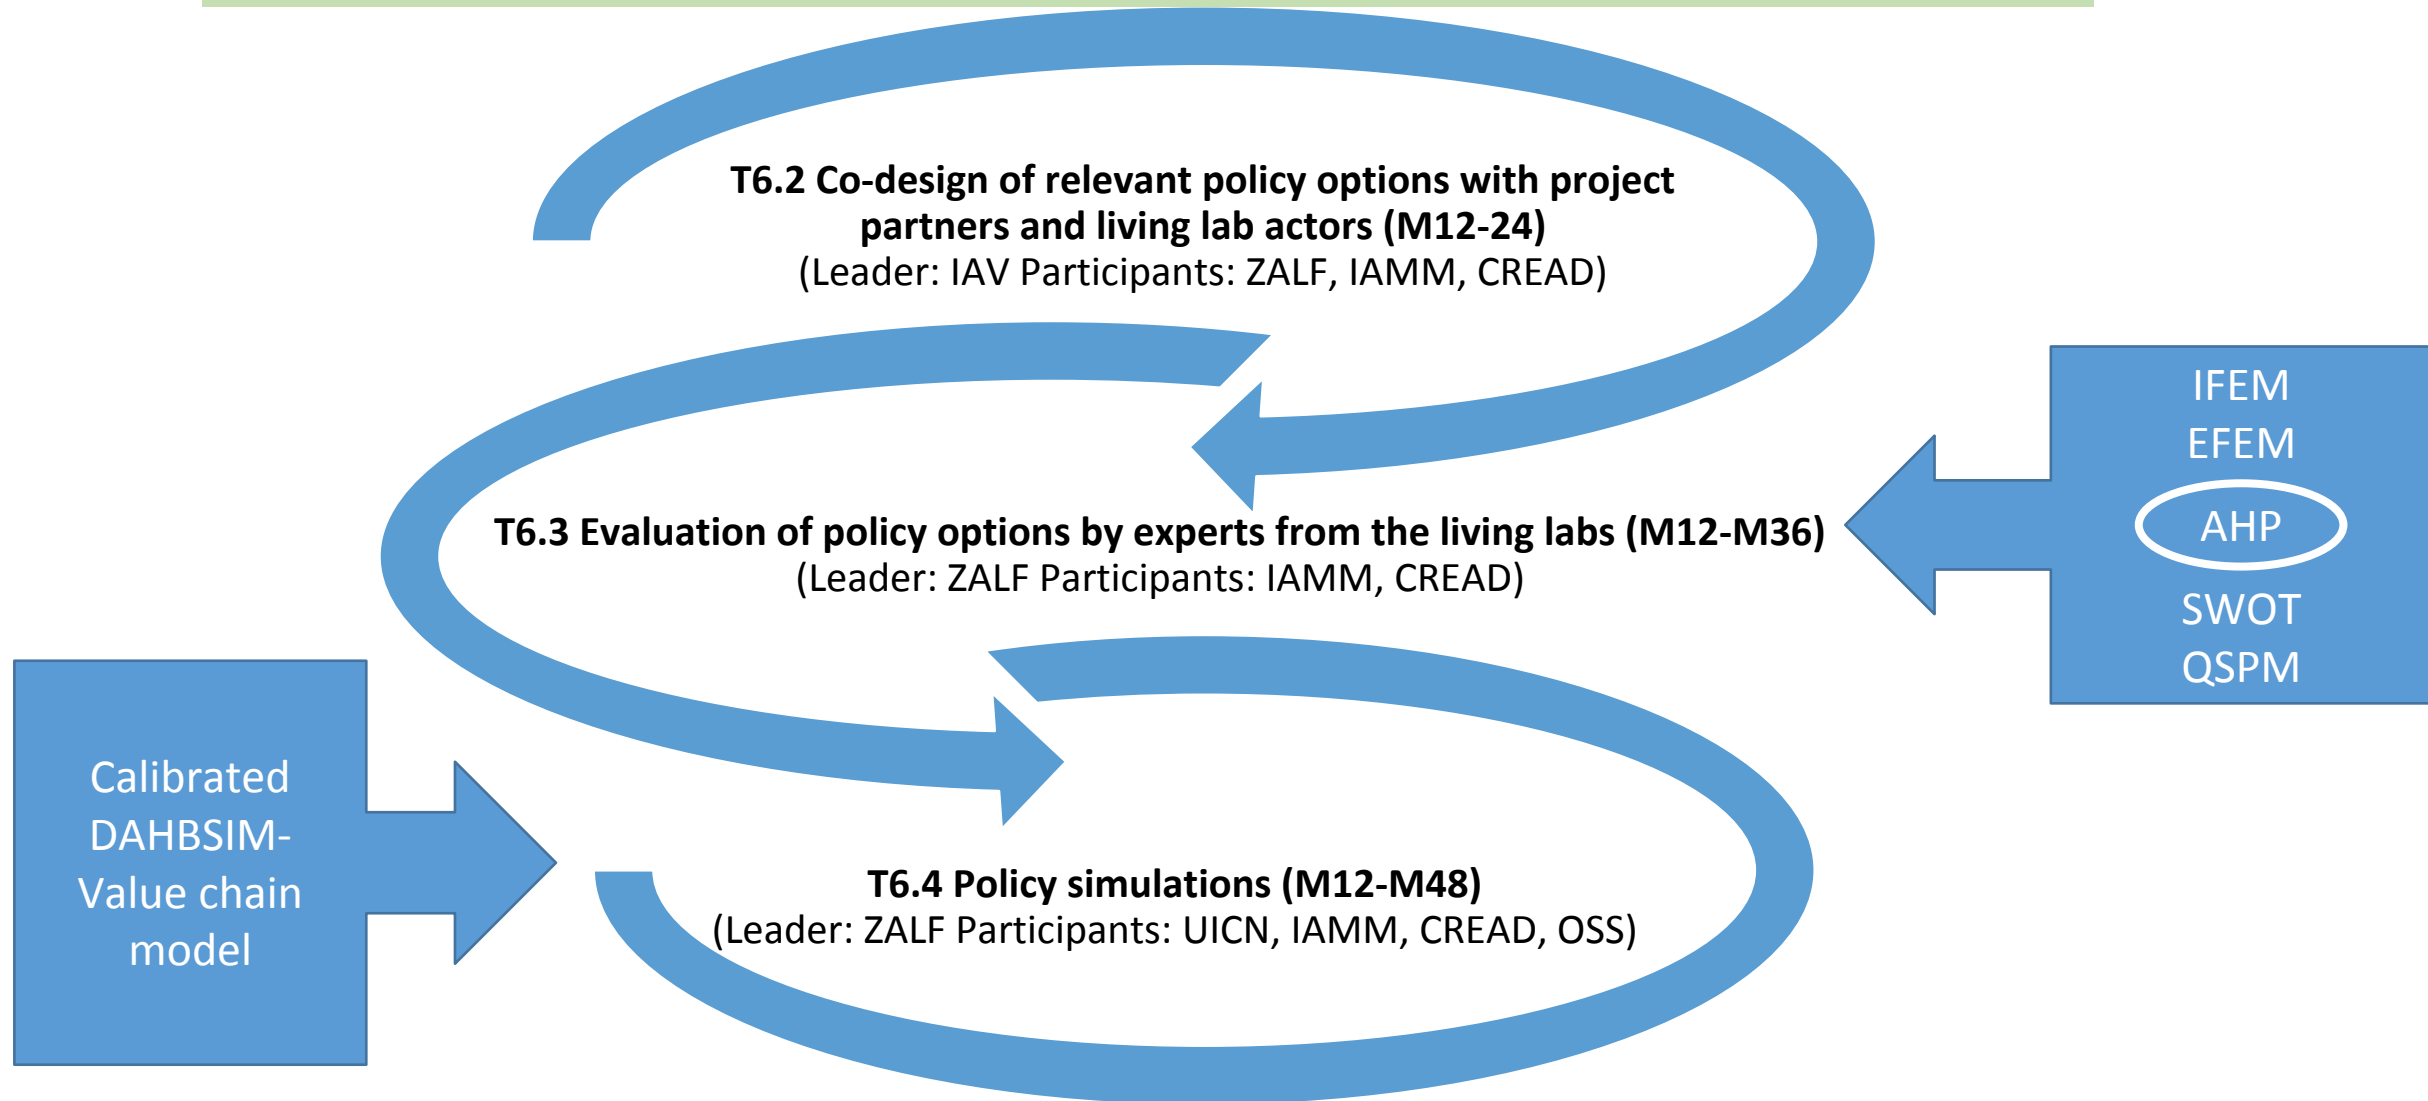 T6.2 Co-design of relevant policy options with project
partners and living lab actors (M12-24)
(Leader: IAV Participants: ZALF, IAMM, CREAD)
IFEM
EFEM
AHP
SWOT
QSPM
T6.3 Evaluation of policy options by experts from the living labs (M12-M36)
(Leader: ZALF Participants: IAMM, CREAD)
Calibrated
DAHBSIM-
Value chain
model
T6.4 Policy simulations (M12-M48)
(Leader: ZALF Participants: UICN, IAMM, CREAD, OSS)